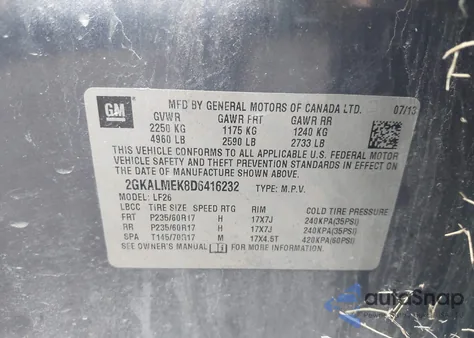 GM
MFD BY GENERAL MOTORS OF CANADA LTD. 07/13
GVWR GAWR FRT GAWR RR
2250 KG 1175 KG 1240 KG
4960 LB 2590 LB 2733 LB
THIS VEHICLE CONFORMS TO ALL APPLICABLE U.S. FEDERAL
MOTOR VEHICLE SAFETY, BUMPER, AND THEFT
PREVENTION STANDARDS IN EFFECT ON THE
DATE OF MANUFACTURE SHOWN ABOVE.
2GKALMEK8D6416232 TYPE: M.P.V.
MODEL: LF26
LBCC TIRE SIZE SPEED RTG RIM COLD TIRE PRESSURE
FRT P235/60R17 H 17X7J 240KPA(35PSI)
RR P235/60R17 H 17X7J 240KPA(35PSI)
SPA T145/70R17 M 17X4.5T 420KPA(60PSI)
SEE OWNER'S MANUAL FOR MORE INFORMATION.
autoSnap